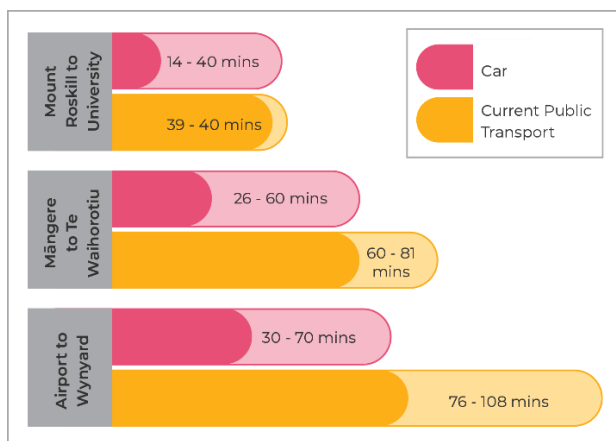 Mount
Roskill to
University
14 - 40 mins
39 - 40 mins
Māngere
to Te
Waihorotiu
26 - 60 mins
60 - 81
mins
Airport to
Wynyard
30 - 70 mins
76 - 108 mins
Car
Current Public
Transport